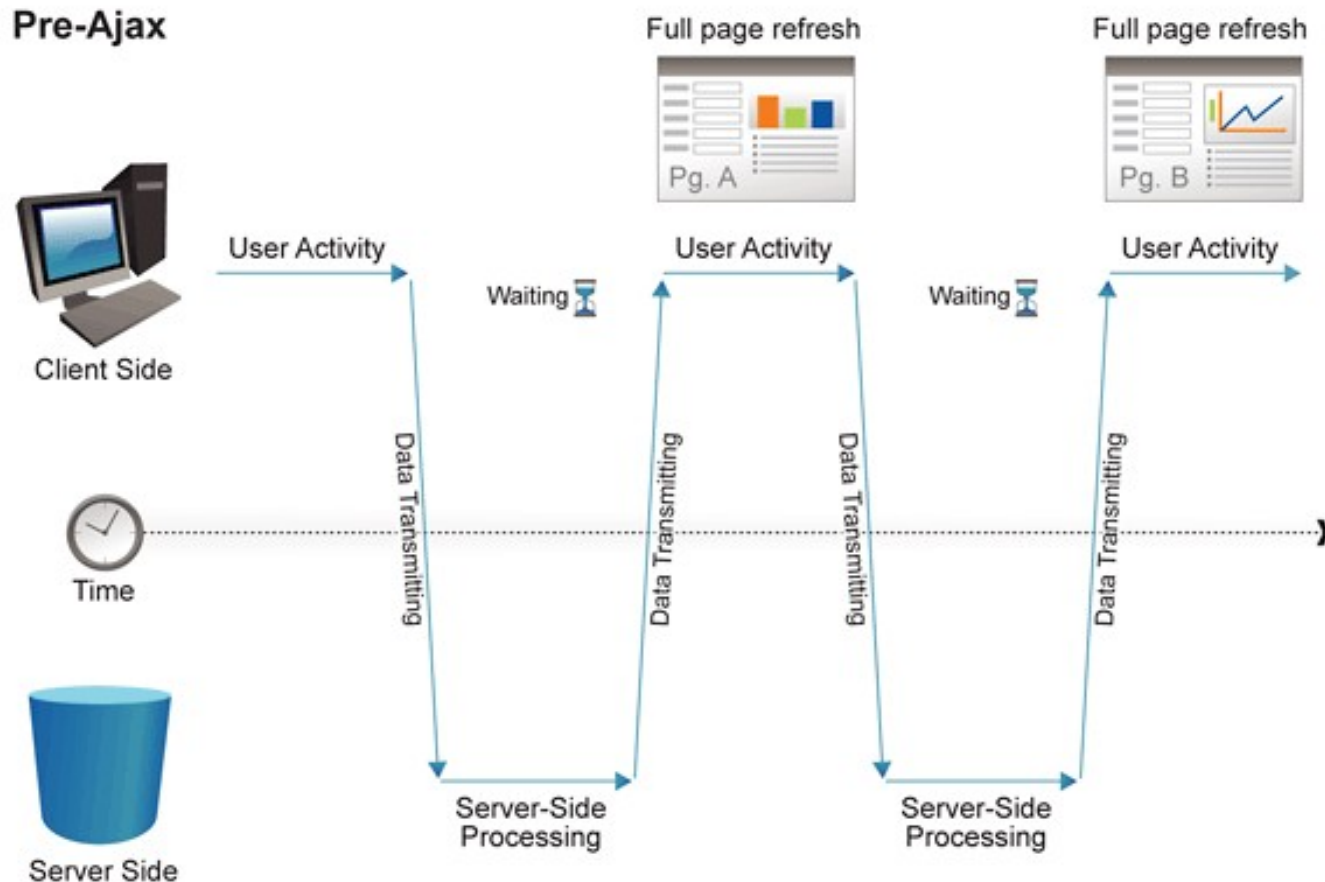 Pre-Ajax
Full page refresh
Full page refresh
Pg. A
Pg. B
User Activity
User Activity
User Activity
Waiting
Waiting
Client Side
Data Transmitting
Data Transmitting
Data Transmitting
Data Transmitting
Time
Server-Side
Processing
Server-Side
Processing
Server Side